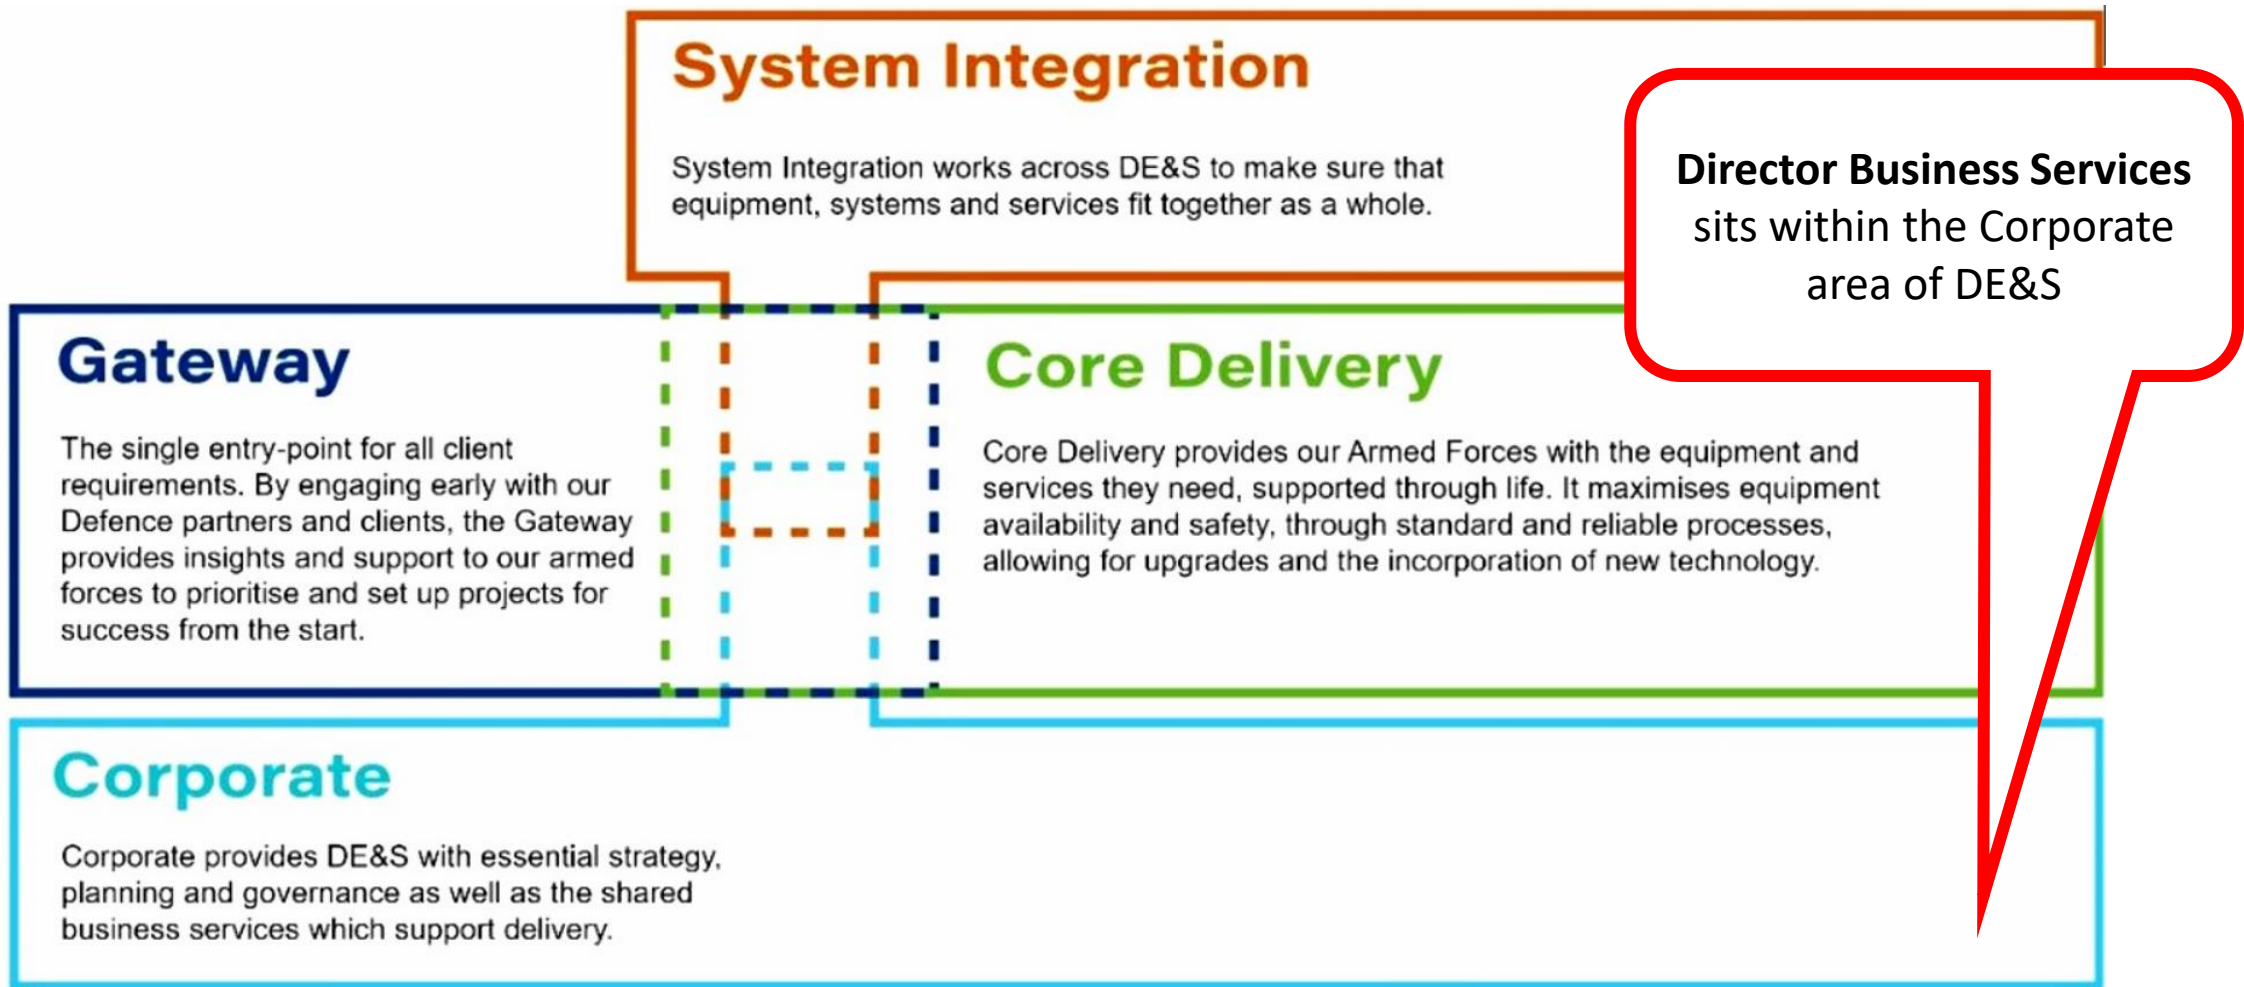 System Integration
System Integration works across DE&S to make sure that
equipment, systems and services fit together as a whole.
Director Business Services
sits within the Corporate
area of DE&S
Gateway
The single entry-point for all client
requirements. By engaging early with our
Defence partners and clients, the Gateway
provides insights and support to our armed
forces to prioritise and set up projects for
success from the start.
Core Delivery
Core Delivery provides our Armed Forces with the equipment and
services they need, supported through life. It maximises equipment
availability and safety, through standard and reliable processes,
allowing for upgrades and the incorporation of new technology.
Corporate
Corporate provides DE&S with essential strategy,
planning and governance as well as the shared
business services which support delivery.